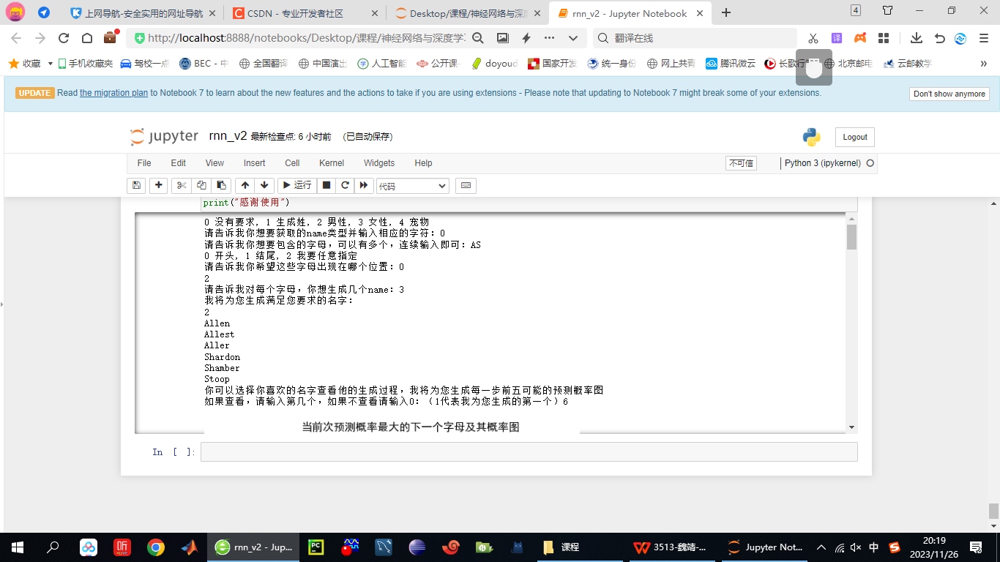 上网导航-安全实用的网址导航
CSDN - 专业开发者社区
Desktop/课程/神经网络与深
rnn_v2 - Jupyter Notebook
4
http://localhost:8888/notebooks/Desktop/课程/神经网络与深度学
翻译在线
译
收藏 手机收藏夹 驾校一点 BEC - 中 全国翻译 中国演出 人工智能 公开课 doyoud 国家开发 统一身份 网上共青 腾讯微云 长歌行 北京邮电 云邮教学 »
UPDATE Read the migration plan to Notebook 7 to learn about the new features and the actions to take if you are using extensions - Please note that updating to Notebook 7 might break some of your extensions.
Don't show anymore
jupyter rnn_v2 最新检查点: 6 小时前 (已自动保存)
Logout
File Edit View Insert Cell Kernel Widgets Help
不可信 Python 3 (ipykernel)
运行 代码
print("感谢使用")
0 没有要求, 1 生成姓, 2 男性, 3 女性, 4 宠物
请告诉我你想要获取的name类型并输入相应的字符: 0
请告诉我你想要包含的字母，可以有多个，连续输入即可: AS
0 开头, 1 结尾, 2 我要任意指定
请告诉我你希望这些字母出现在哪个位置: 0
2
请告诉我对每个字母，你想生成几个name: 3
我将为您生成满足您要求的名字:
2
Allen
Allest
Aller
Shardon
Shamber
Stoop
你可以选择你喜欢的名字查看他的生成过程，我将为您生成每一步前五可能的预测概率图
如果查看，请输入第几个，如果不查看请输入0: （1代表我为您生成的第一个）6
当前次预测概率最大的下一个字母及其概率图
In [ ]:
听
LIVE
rnn_v2 - Jup...
PC
课程
3513-魏靖-...
Jupyter Not...
中
20:19
2023/11/26